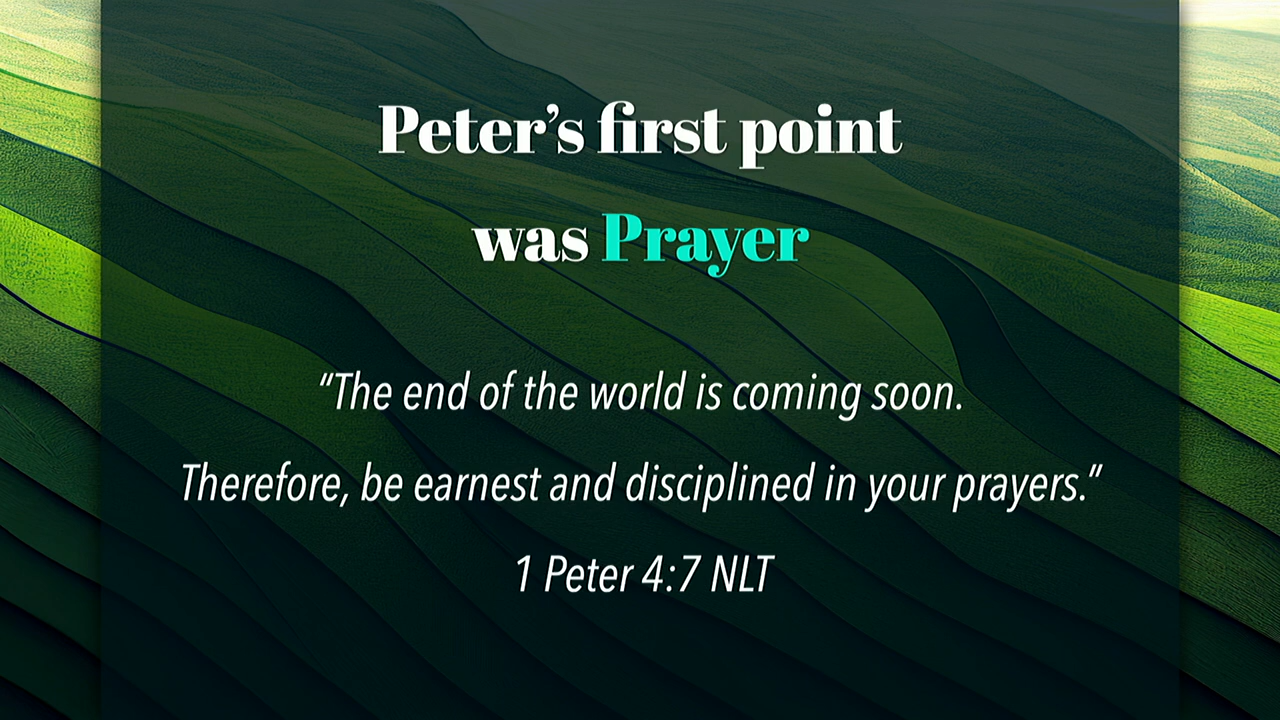 Peter’s first point
was Prayer
“The end of the world is coming soon.
Therefore, be earnest and disciplined in your prayers.”
1 Peter 4:7 NLT